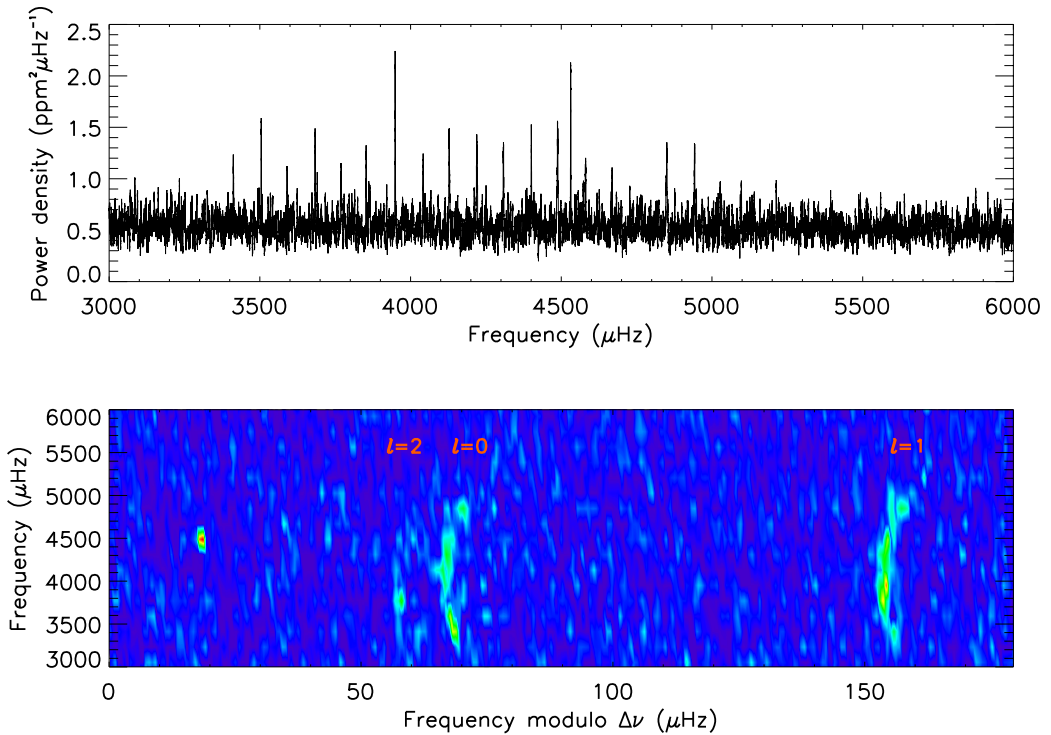 2.5
2.0
1.5
1.0
0.5
0.0
Power density (ppm²μHz⁻¹)
3000 3500 4000 4500 5000 5500 6000
Frequency (μHz)
6000
5500
5000
4500
4000
3500
3000
Frequency (μHz)
l=2 l=0 l=1
0 50 100 150
Frequency modulo Δν (μHz)